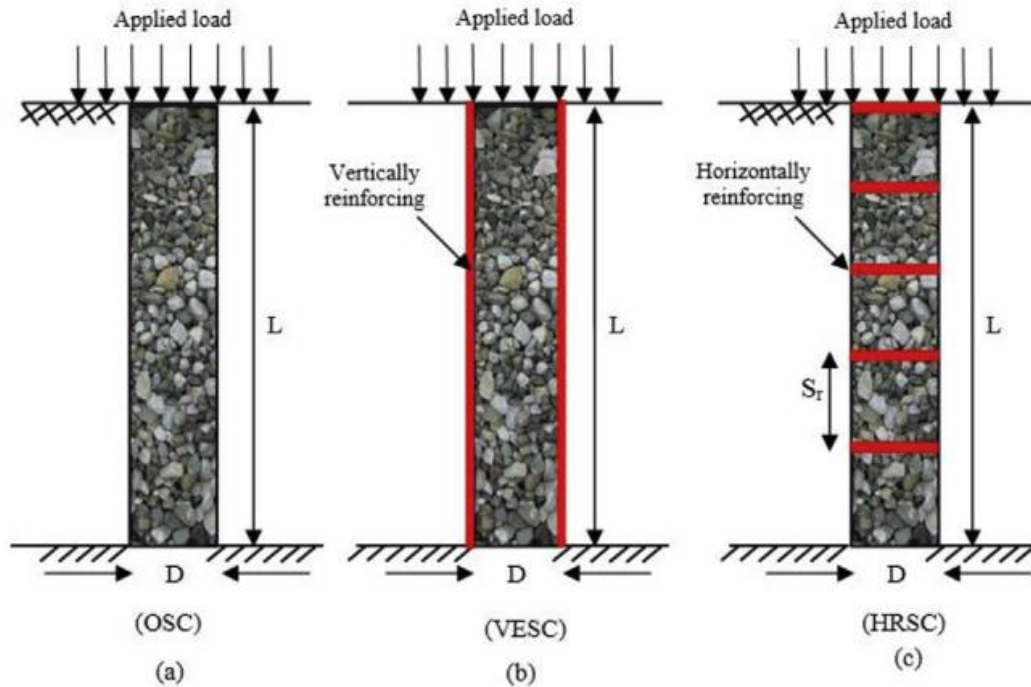 Applied load
L
D
(OSC)
(a)
Applied load
Vertically
reinforcing
L
D
(VESC)
(b)
Applied load
Horizontally
reinforcing
L
Sr
D
(HRSC)
(c)